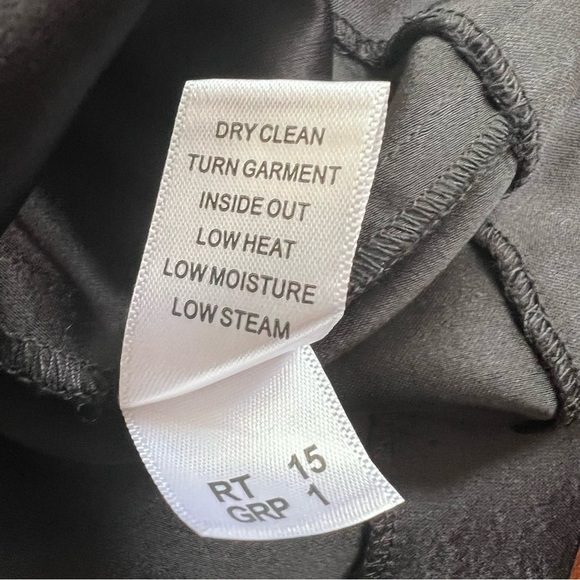 DRY CLEAN
TURN GARMENT
INSIDE OUT
LOW HEAT
LOW MOISTURE
LOW STEAM
RT 15
GRP 1